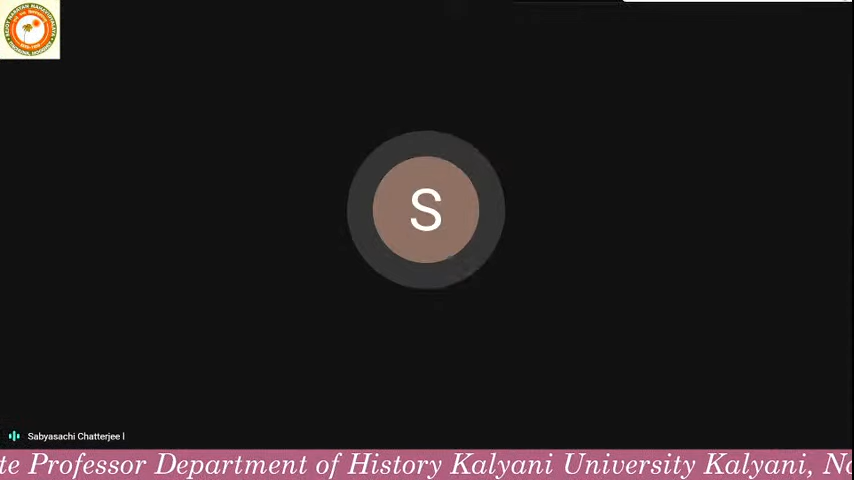 S
Sabyasachi Chatterjee l
te Professor Department of History Kalyani University Kalyani, No